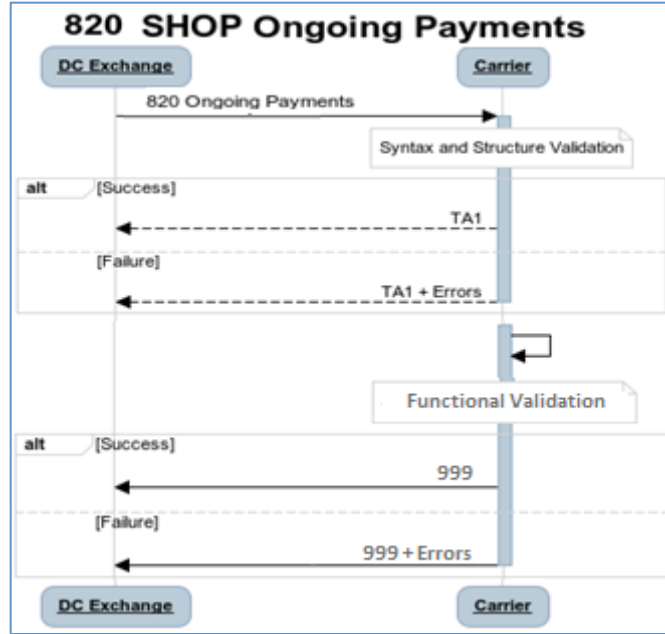 820 SHOP Ongoing Payments
DC Exchange
Carrier
820 Ongoing Payments
Syntax and Structure Validation
alt
[Success]
TA1
[Failure]
TA1 + Errors
Functional Validation
alt
[Success]
999
[Failure]
999 + Errors
DC Exchange
Carrier